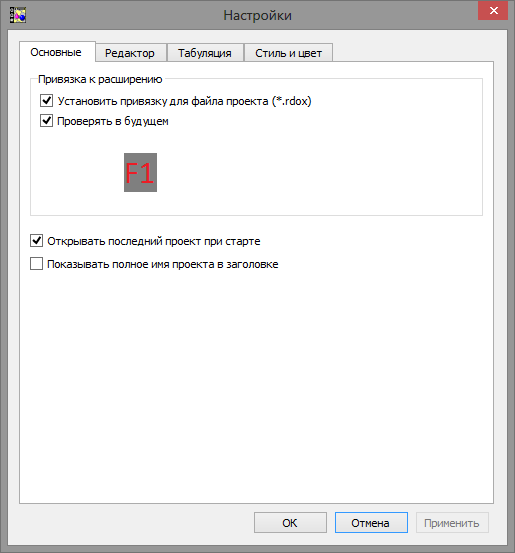 Настройки
Основные Редактор Табуляция Стиль и цвет
Привязка к расширению
Установить привязку для файла проекта (*.rdox)
Проверять в будущем
F1
Открывать последний проект при старте
Показывать полное имя проекта в заголовке
OK Отмена Применить